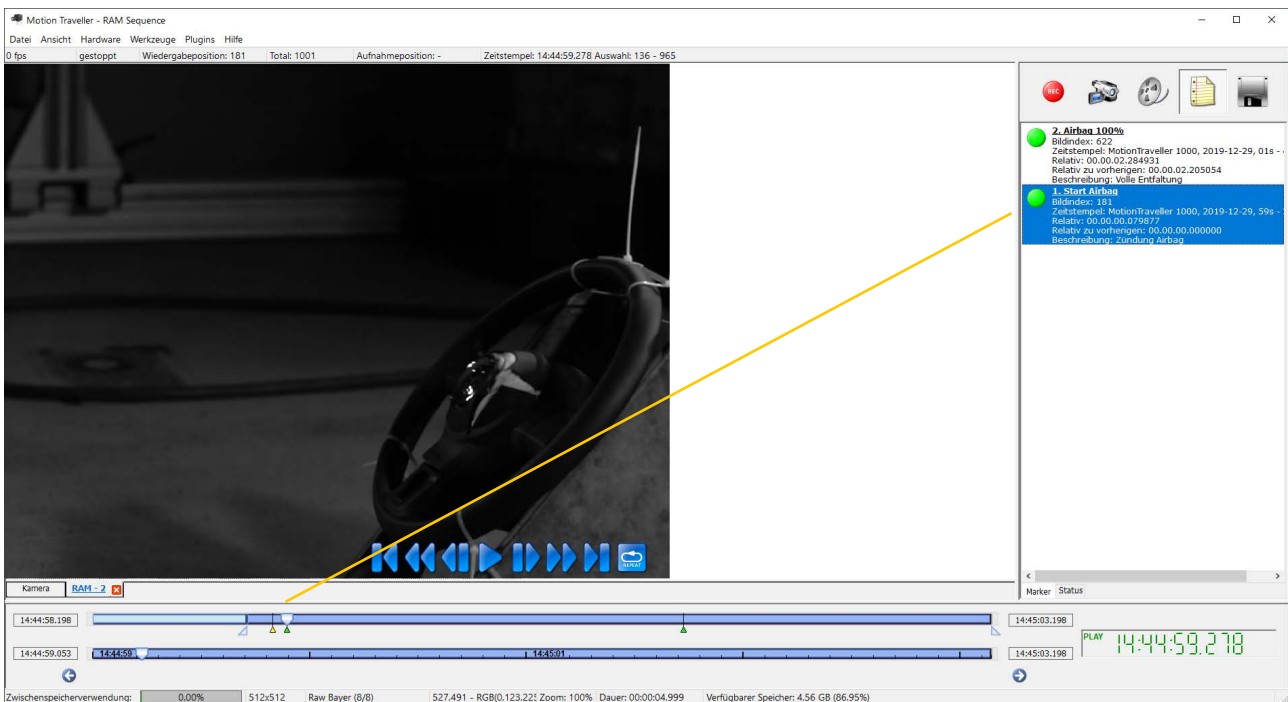 Motion Traveller - RAM Sequence
Datei Ansicht Hardware Werkzeuge Plugins Hilfe
0 fps gestoppt Wiedergabeposition: 181 Total: 1001 Aufnahmeposition: - Zeitstempel: 14:44:59.278 Auswahl: 136 - 965
REC
2. Airbag 100%
Bildindex: 622
Zeitstempel: MotionTraveller 1000, 2019-12-29, 01s -
Relativ: 00.00.02.284931
Relativ zu vorherigen: 00.00.02.205054
Beschreibung: Volle Entfaltung
1. Start Airbag
Bildindex: 181
Zeitstempel: MotionTraveller 1000, 2019-12-29, 59s -
Relativ: 00.00.00.079877
Relativ zu vorherigen: 00.00.00.000000
Beschreibung: Zündung Airbag
REPEAT
Kamera RAM - 2
Marker Status
14:44:58.198 14:45:03.198
14:44:59.053 14:44:59 14:45:01 14:45:03.198
PLAY 14:44:59.278
Zwischenspeicherverwendung: 0.00% 512x512 Raw Bayer (8/8) 527,491 - RGB(0,123,225 Zoom: 100% Dauer: 00:00:04.999 Verfügbarer Speicher: 4.56 GB (86.95%)